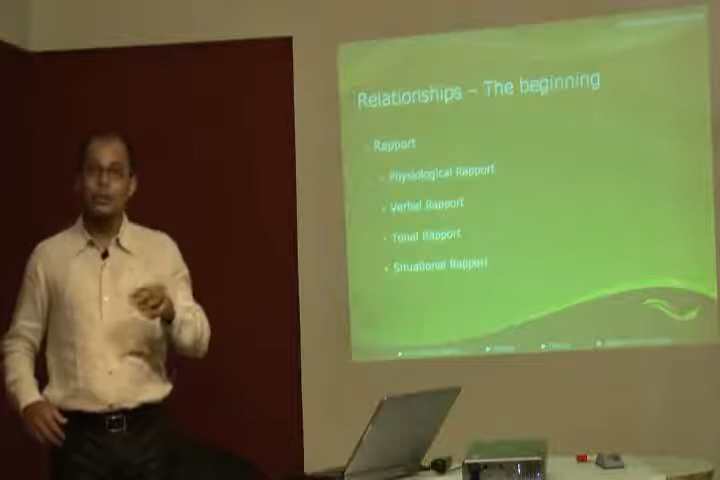 Relationships – The beginning
Rapport
Physiological Rapport
Verbal Rapport
Tonal Rapport
Situational Rapport